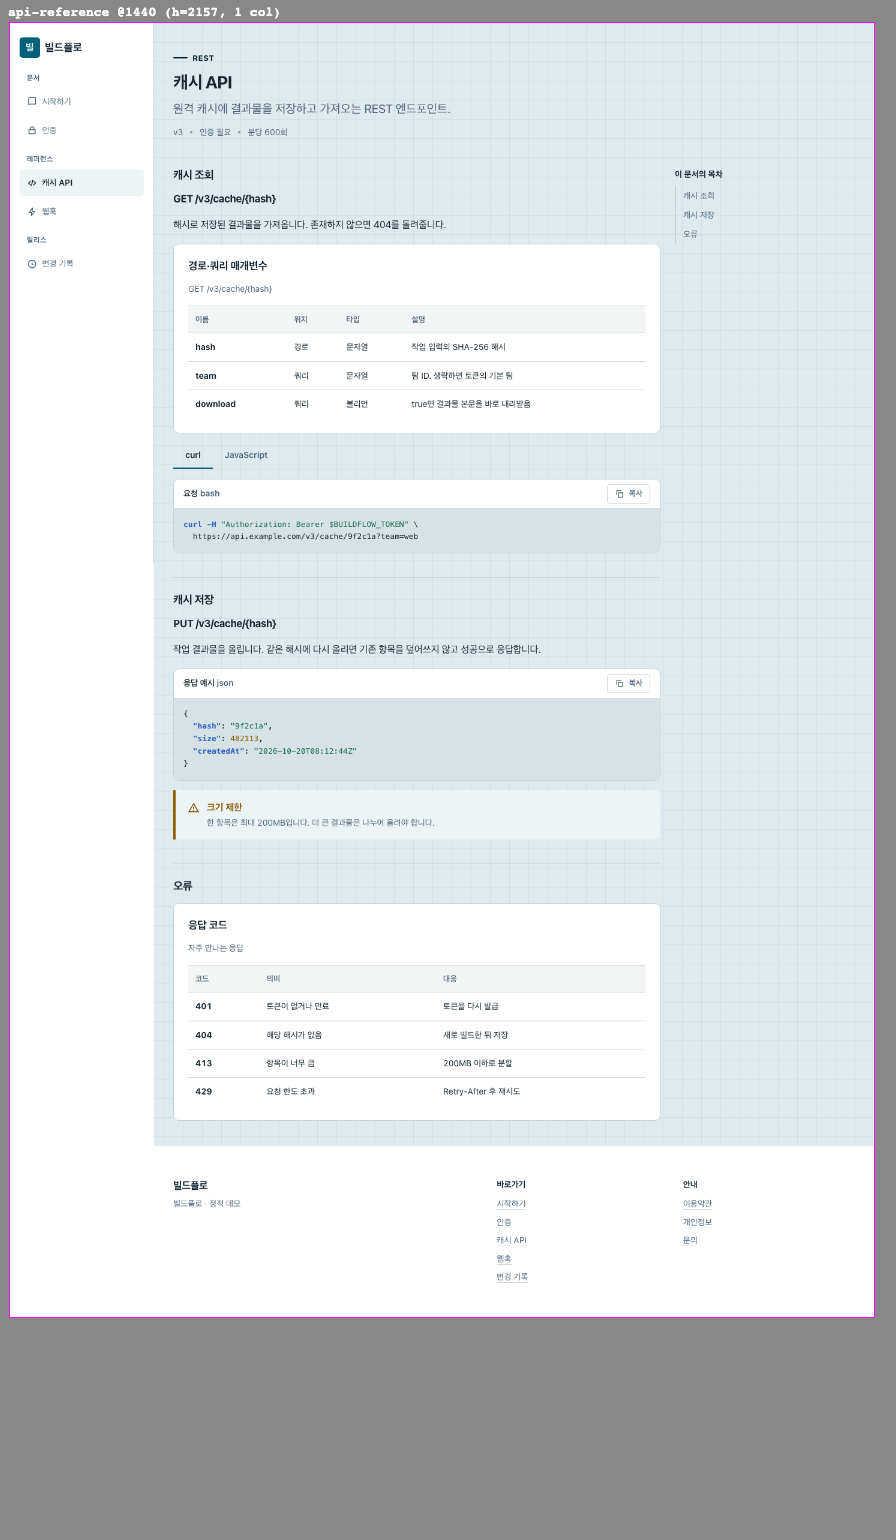 api-reference @1440 (h=2157, 1 col)
빌 빌드플로
문서
시작하기
인증
레퍼런스
캐시 API
웹훅
릴리스
변경 기록
REST
캐시 API
원격 캐시에 결과물을 저장하고 가져오는 REST 엔드포인트.
v3 • 인증 필요 • 분당 600회
캐시 조회
GET /v3/cache/{hash}
해시로 저장된 결과물을 가져옵니다. 존재하지 않으면 404를 돌려줍니다.
경로·쿼리 매개변수
GET /v3/cache/{hash}
이름 위치 타입 설명
hash 경로 문자열 작업 입력의 SHA-256 해시
team 쿼리 문자열 팀 ID. 생략하면 토큰의 기본 팀
download 쿼리 불리언 true면 결과물 본문을 바로 내려받음
curl JavaScript
요청 bash 복사
curl -H "Authorization: Bearer $BUILDFLOW_TOKEN" \
https://api.example.com/v3/cache/9f2c1a?team=web
캐시 저장
PUT /v3/cache/{hash}
작업 결과물을 올립니다. 같은 해시에 다시 올리면 기존 항목을 덮어쓰지 않고 성공으로 응답합니다.
응답 예시 json 복사
{
"hash": "9f2c1a",
"size": 482113,
"createdAt": "2026-10-20T08:12:44Z"
}
크기 제한
한 항목은 최대 200MB입니다. 더 큰 결과물은 나누어 올려야 합니다.
오류
응답 코드
자주 만나는 응답
코드 의미 대응
401 토큰이 없거나 만료 토큰을 다시 발급
404 해당 해시가 없음 새로 빌드한 뒤 저장
413 항목이 너무 큼 200MB 이하로 분할
429 요청 한도 초과 Retry-After 후 재시도
이 문서의 목차
캐시 조회
캐시 저장
오류
빌드플로
빌드플로 · 정적 데모
바로가기
시작하기
인증
캐시 API
웹훅
변경 기록
안내
이용약관
개인정보
문의